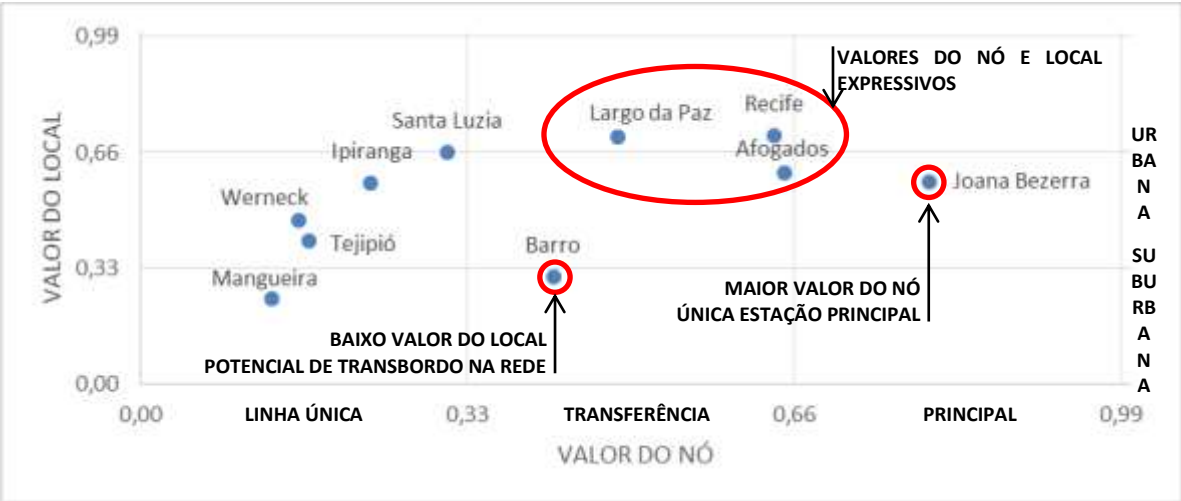 0,99
VALORES DO NÓ E LOCAL
EXPRESSIVOS
Recife
Largo da Paz
Santa Luzia
UR
BA
N
A
0,66
Ipiranga
Afogados
Joana Bezerra
Werneck
Tejipió
Barro
SU
BU
RB
A
N
A
0,33
Mangueira
MAIOR VALOR DO NÓ
ÚNICA ESTAÇÃO PRINCIPAL
BAIXO VALOR DO LOCAL
POTENCIAL DE TRANSBORDO NA REDE
VALOR DO LOCAL
0,00
0,00
LINHA ÚNICA
0,33
TRANSFERÊNCIA
0,66
PRINCIPAL
0,99
VALOR DO NÓ